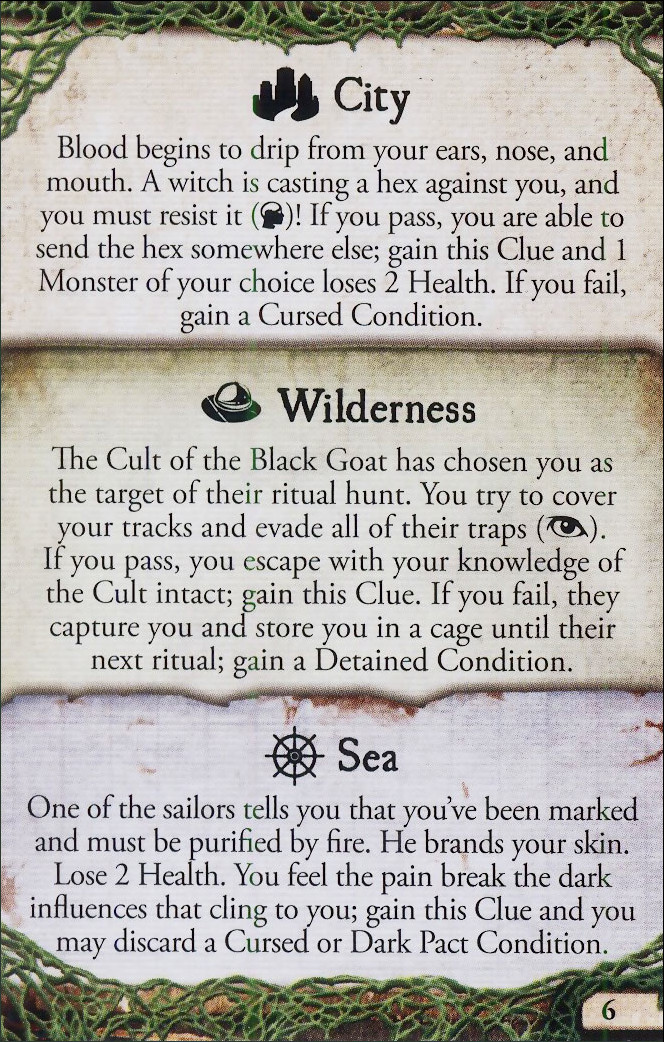 City
Blood begins to drip from your ears, nose, and
mouth. A witch is casting a hex against you, and
you must resist it ( )! If you pass, you are able to
send the hex somewhere else; gain this Clue and 1
Monster of your choice loses 2 Health. If you fail,
gain a Cursed Condition.
Wilderness
The Cult of the Black Goat has chosen you as
the target of their ritual hunt. You try to cover
your tracks and evade all of their traps ( ).
If you pass, you escape with your knowledge of
the Cult intact; gain this Clue. If you fail, they
capture you and store you in a cage until their
next ritual; gain a Detained Condition.
Sea
One of the sailors tells you that you've been marked
and must be purified by fire. He brands your skin.
Lose 2 Health. You feel the pain break the dark
influences that cling to you; gain this Clue and you
may discard a Cursed or Dark Pact Condition.
6